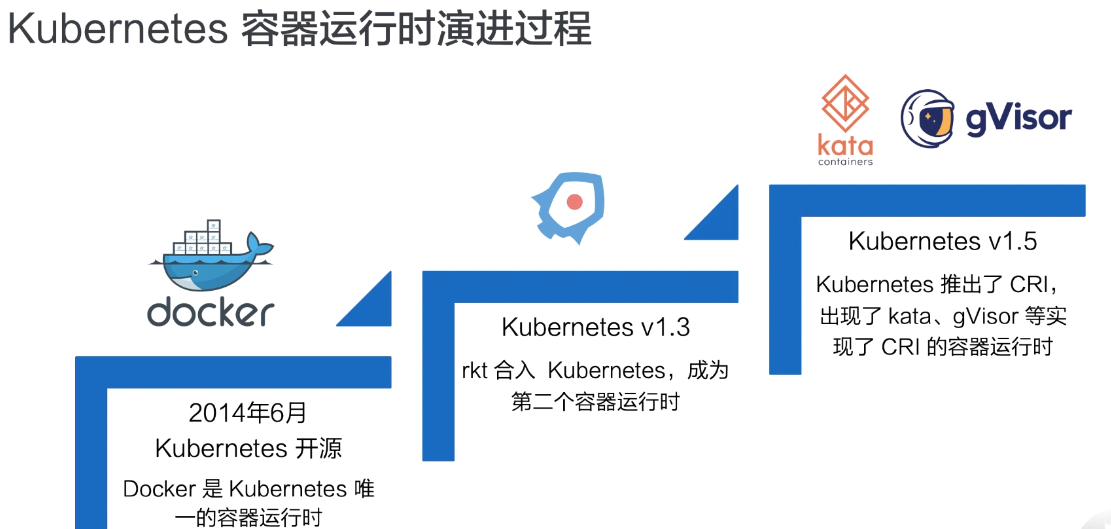 Kubernetes 容器运行时演进过程
kata
containers
gVisor
docker
2014年6月
Kubernetes 开源
Docker 是 Kubernetes 唯
一的容器运行时
Kubernetes v1.3
rkt 合入 Kubernetes，成为
第二个容器运行时
Kubernetes v1.5
Kubernetes 推出了 CRI，
出现了 kata、gVisor 等实
现了 CRI 的容器运行时